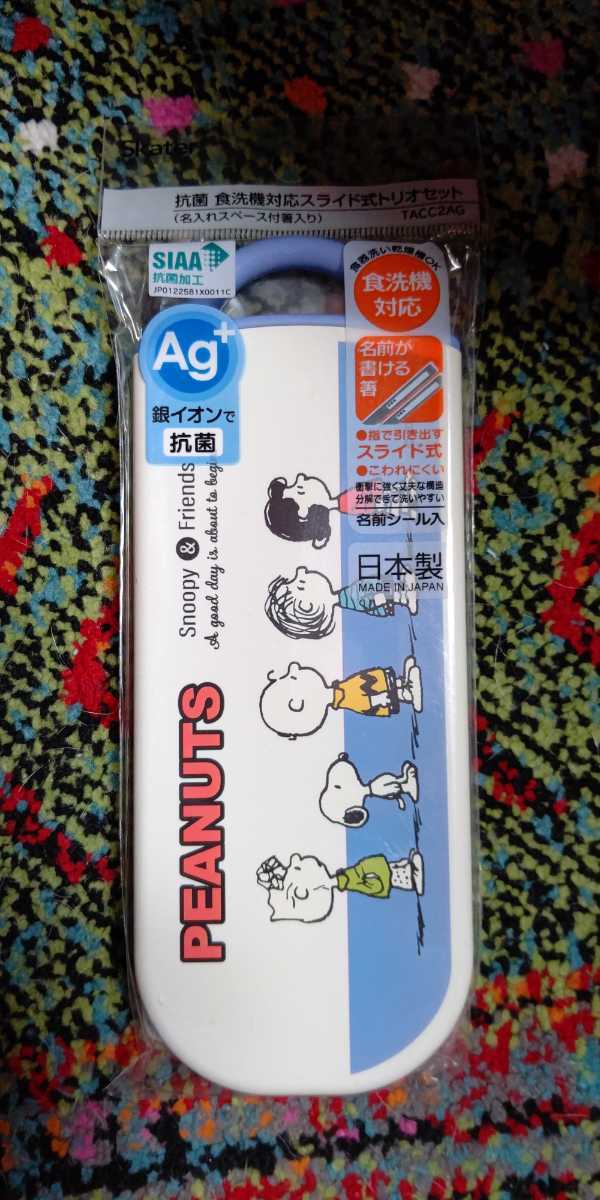 Skater
抗菌 食洗機対応スライド式トリオセット
(名入れスペース付箸入り)
TACC2AG
SIAA
抗菌加工
JP0122581X0011C
Ag+
銀イオンで
抗菌
食器洗い乾燥機OK
食洗機
対応
名前が
書ける
箸
●指で引き出す
スライド式
●こわれにくい
衝撃に強く丈夫な構造
分解できて洗いやすい
名前シール入
日本製
MADE IN JAPAN
PEANUTS
Snoopy & Friends
A good day is about to begi